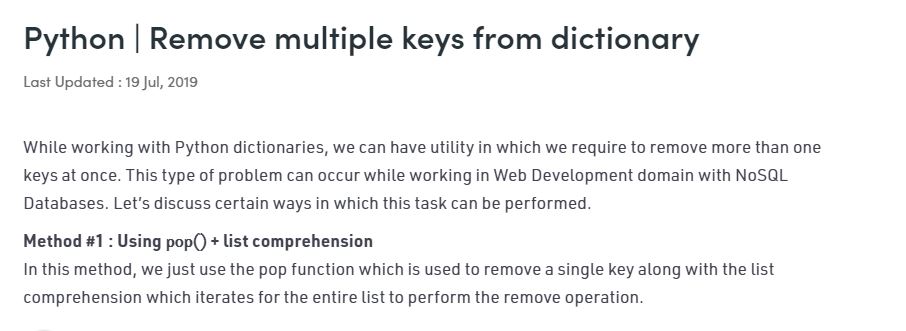 Python | Remove multiple keys from dictionary
Last Updated : 19 Jul, 2019
While working with Python dictionaries, we can have utility in which we require to remove more than one
keys at once. This type of problem can occur while working in Web Development domain with NoSQL
Databases. Let’s discuss certain ways in which this task can be performed.
Method #1 : Using pop() + list comprehension
In this method, we just use the pop function which is used to remove a single key along with the list
comprehension which iterates for the entire list to perform the remove operation.